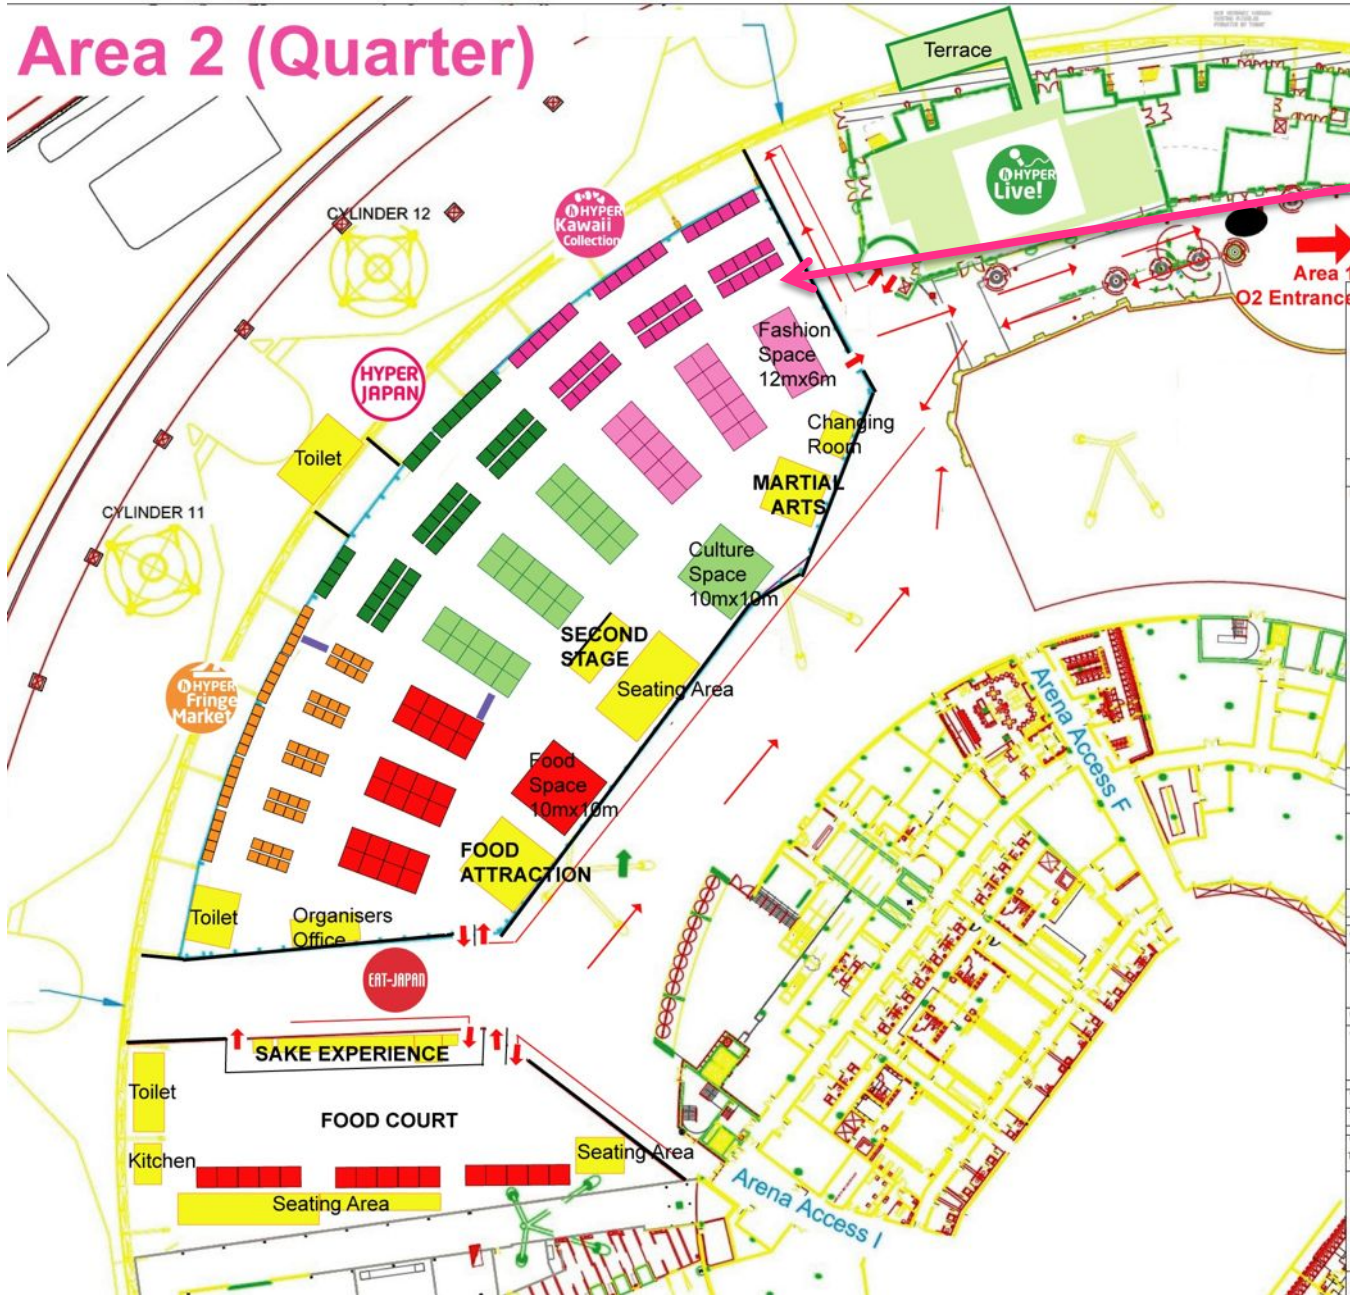 Area 2 (Quarter)
Terrace
HYPER
Live!
CYLINDER 12
HYPER
Kawaii
Collection
Area 1
O2 Entrance
Fashion
Space
12mx6m
HYPER
JAPAN
Toilet
Changing
Room
MARTIAL
ARTS
CYLINDER 11
Culture
Space
10mx10m
SECOND
STAGE
Seating Area
HYPER
Fringe
Market
Arena Access F
Food
Space
10mx10m
FOOD
ATTRACTION
Toilet
Organisers
Office
EAT-JAPAN
SAKE EXPERIENCE
Toilet
FOOD COURT
Kitchen
Seating Area
Seating Area
Arena Access I